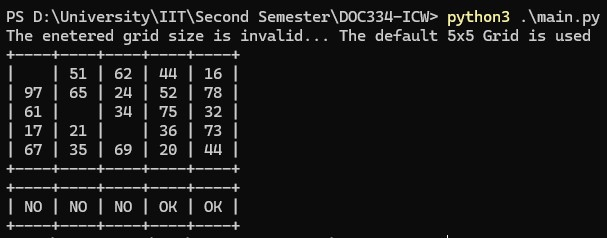 PS D:\University\IIT\Second Semester\DOC334-ICW> python3 .\main.py
The enetered grid size is invalid... The default 5x5 Grid is used
+----+----+----+----+----+
|    | 51 | 62 | 44 | 16 |
| 97 | 65 | 24 | 52 | 78 |
| 61 |    | 34 | 75 | 32 |
| 17 | 21 |    | 36 | 73 |
| 67 | 35 | 69 | 20 | 44 |
+----+----+----+----+----+
+----+----+----+----+----+
| NO | NO | NO | OK | OK |
+----+----+----+----+----+